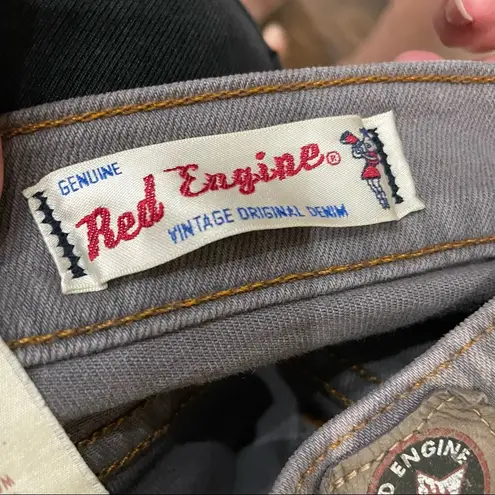 GENUINE
Red Engine®
VINTAGE ORIGINAL DENIM
D ENGINE